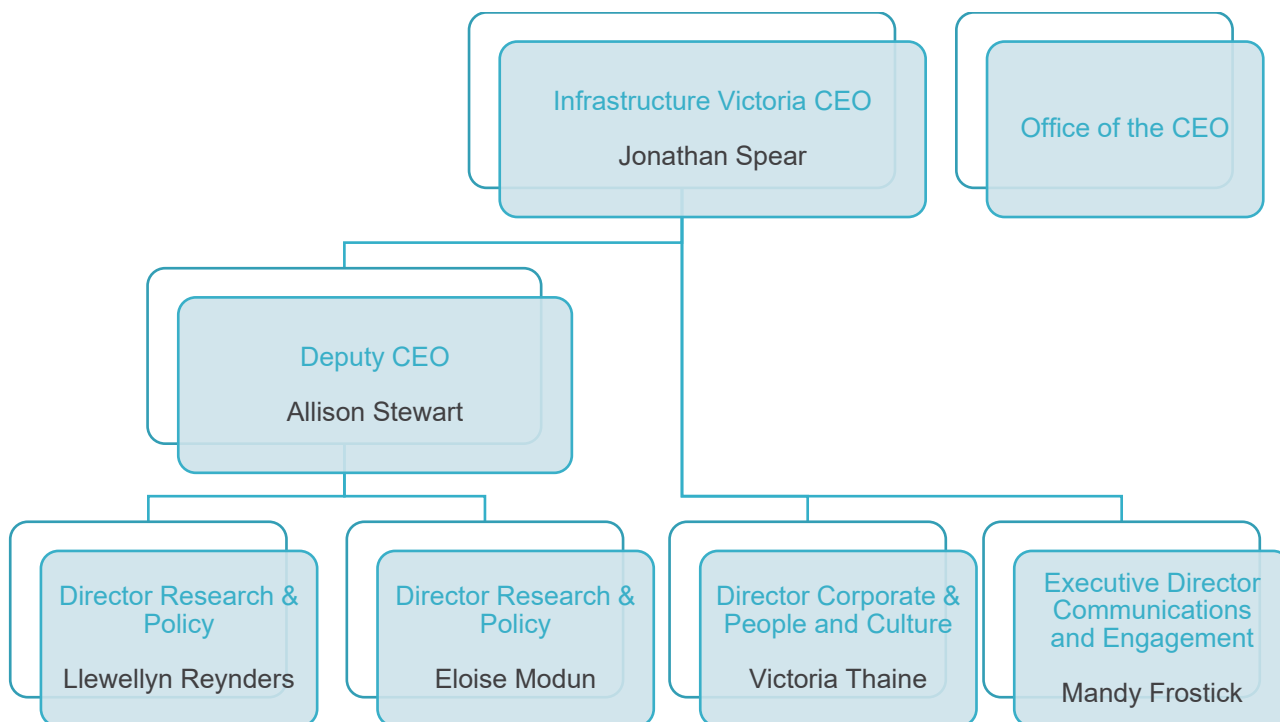 Infrastructure Victoria CEO
Jonathan Spear
Office of the CEO
Deputy CEO
Allison Stewart
Director Research &
Policy
Llewellyn Reynders
Director Research &
Policy
Eloise Modun
Director Corporate &
People and Culture
Victoria Thaine
Executive Director
Communications
and Engagement
Mandy Frostick